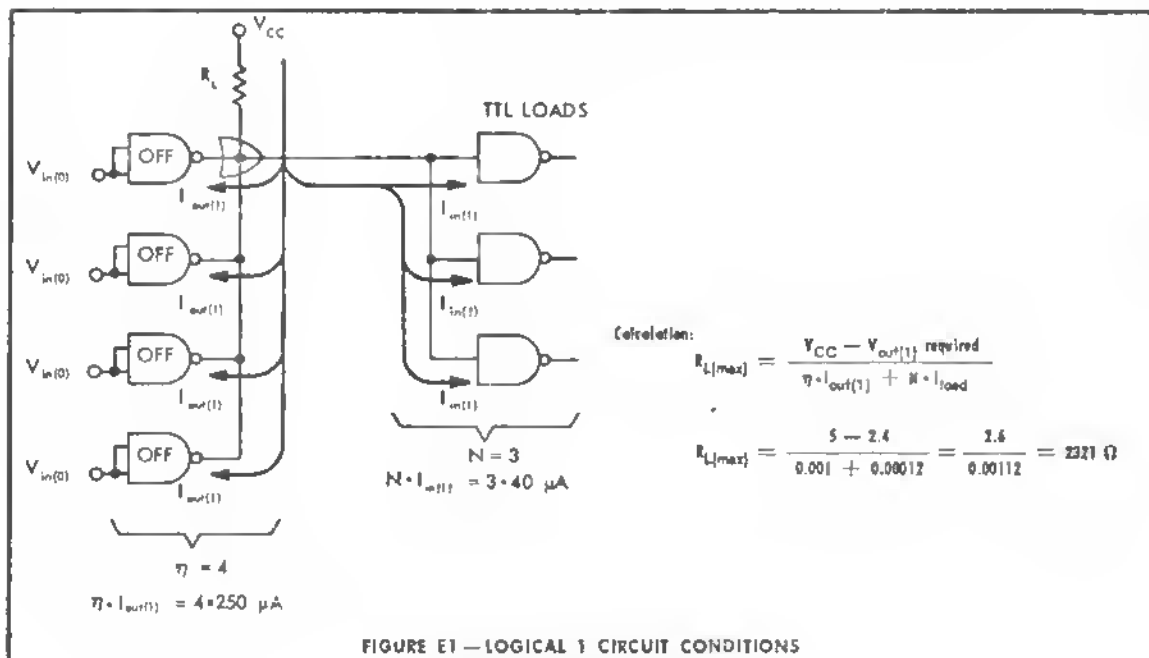 V_CC
R_L
TTL LOADS
V_in(0)
OFF
I_out(1)
I_in(1)
V_in(0)
OFF
I_out(1)
I_in(1)
V_in(0)
OFF
I_out(1)
I_in(1)
V_in(0)
OFF
I_out(1)
N = 3
N • I_in(1) = 3 • 40 μA
η = 4
η • I_out(1) = 4 • 250 μA
Calculation:
R_L(max) = (V_CC — V_out(1) required) / (η • I_out(1) + N • I_load)
R_L(max) = (5 — 2.4) / (0.001 + 0.00012) = 2.6 / 0.00112 = 2321 Ω
FIGURE E1 — LOGICAL 1 CIRCUIT CONDITIONS